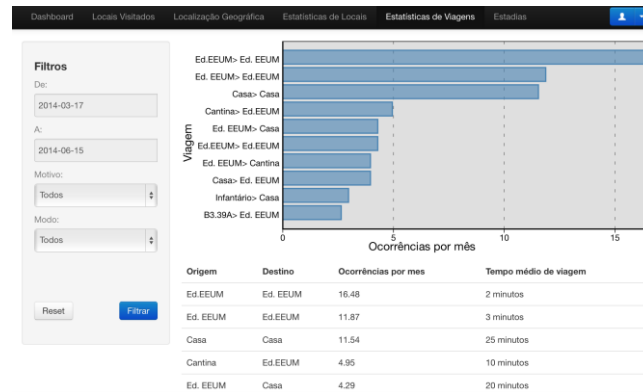 Dashboard Locais Visitados Localização Geográfica Estatísticas de Locais Estatísticas de Viagens Estadias
Filtros
De:
2014-03-17
A:
2014-06-15
Motivo:
Todos
Modo:
Todos
Reset Filtrar
Viagem
Ed.EEUM> Ed. EEUM
Ed. EEUM> Ed.EEUM
Casa> Casa
Cantina> Ed.EEUM
Ed. EEUM> Casa
Ed.EEUM> Ed.EEUM
Ed. EEUM> Cantina
Casa> Ed. EEUM
Infantário> Casa
B3.39A> Ed. EEUM
0 5 10 15
Ocorrências por mês
Origem Destino Ocorrências por mes Tempo médio de viagem
Ed.EEUM Ed. EEUM 16.48 2 minutos
Ed. EEUM Ed.EEUM 11.87 3 minutos
Casa Casa 11.54 25 minutos
Cantina Ed.EEUM 4.95 10 minutos
Ed. EEUM Casa 4.29 20 minutos